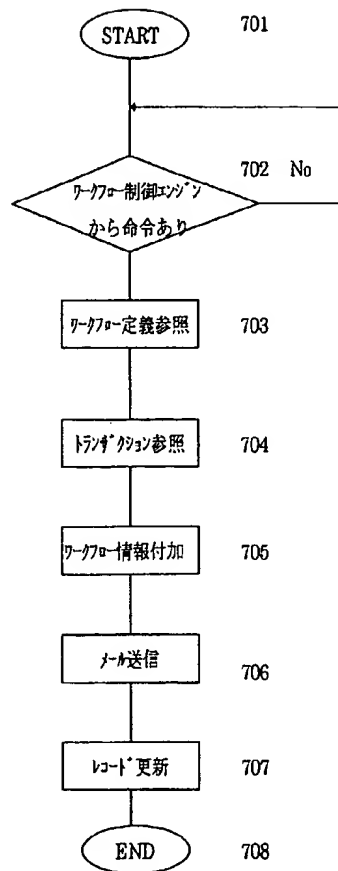 START 701
ﾜｰｸﾌﾛｰ制御ｴﾝｼﾞﾝ 702 No
から命令あり
ﾜｰｸﾌﾛｰ定義参照 703
ﾄﾗﾝｻﾞｸｼｮﾝ参照 704
ﾜｰｸﾌﾛｰ情報付加 705
ﾒｰﾙ送信 706
ﾚｺｰﾄﾞ更新 707
END 708